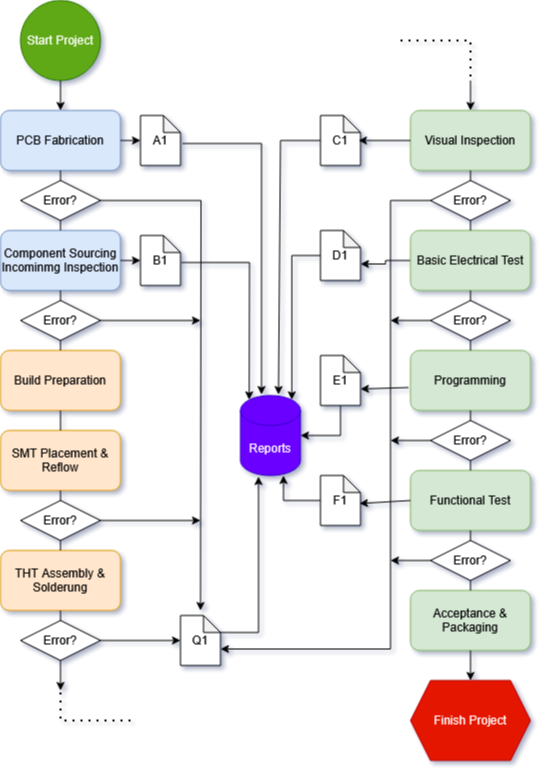 Start Project
PCB Fabrication
A1
Error?
Component Sourcing
Incominmg Inspection
B1
Error?
Build Preparation
SMT Placement &
Reflow
Error?
THT Assembly &
Solderung
Error?
Q1
Reports
C1
Visual Inspection
Error?
D1
Basic Electrical Test
Error?
E1
Programming
Error?
F1
Functional Test
Error?
Acceptance &
Packaging
Finish Project